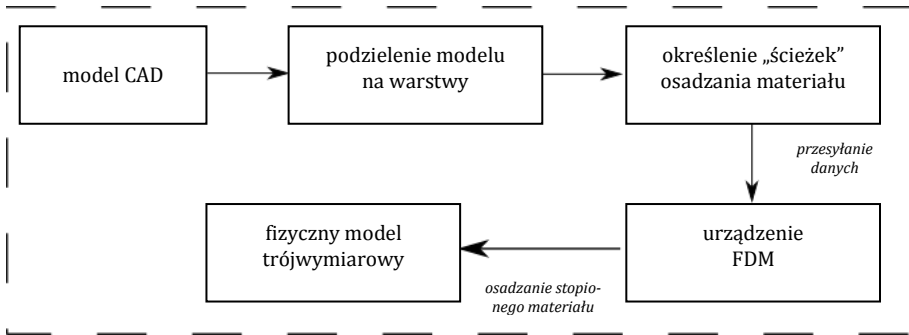 model CAD
podzielenie modelu
na warstwy
określenie „ścieżek”
osadzania materiału
przesyłanie
danych
urządzenie
FDM
osadzanie stopio-
nego materiału
fizyczny model
trójwymiarowy